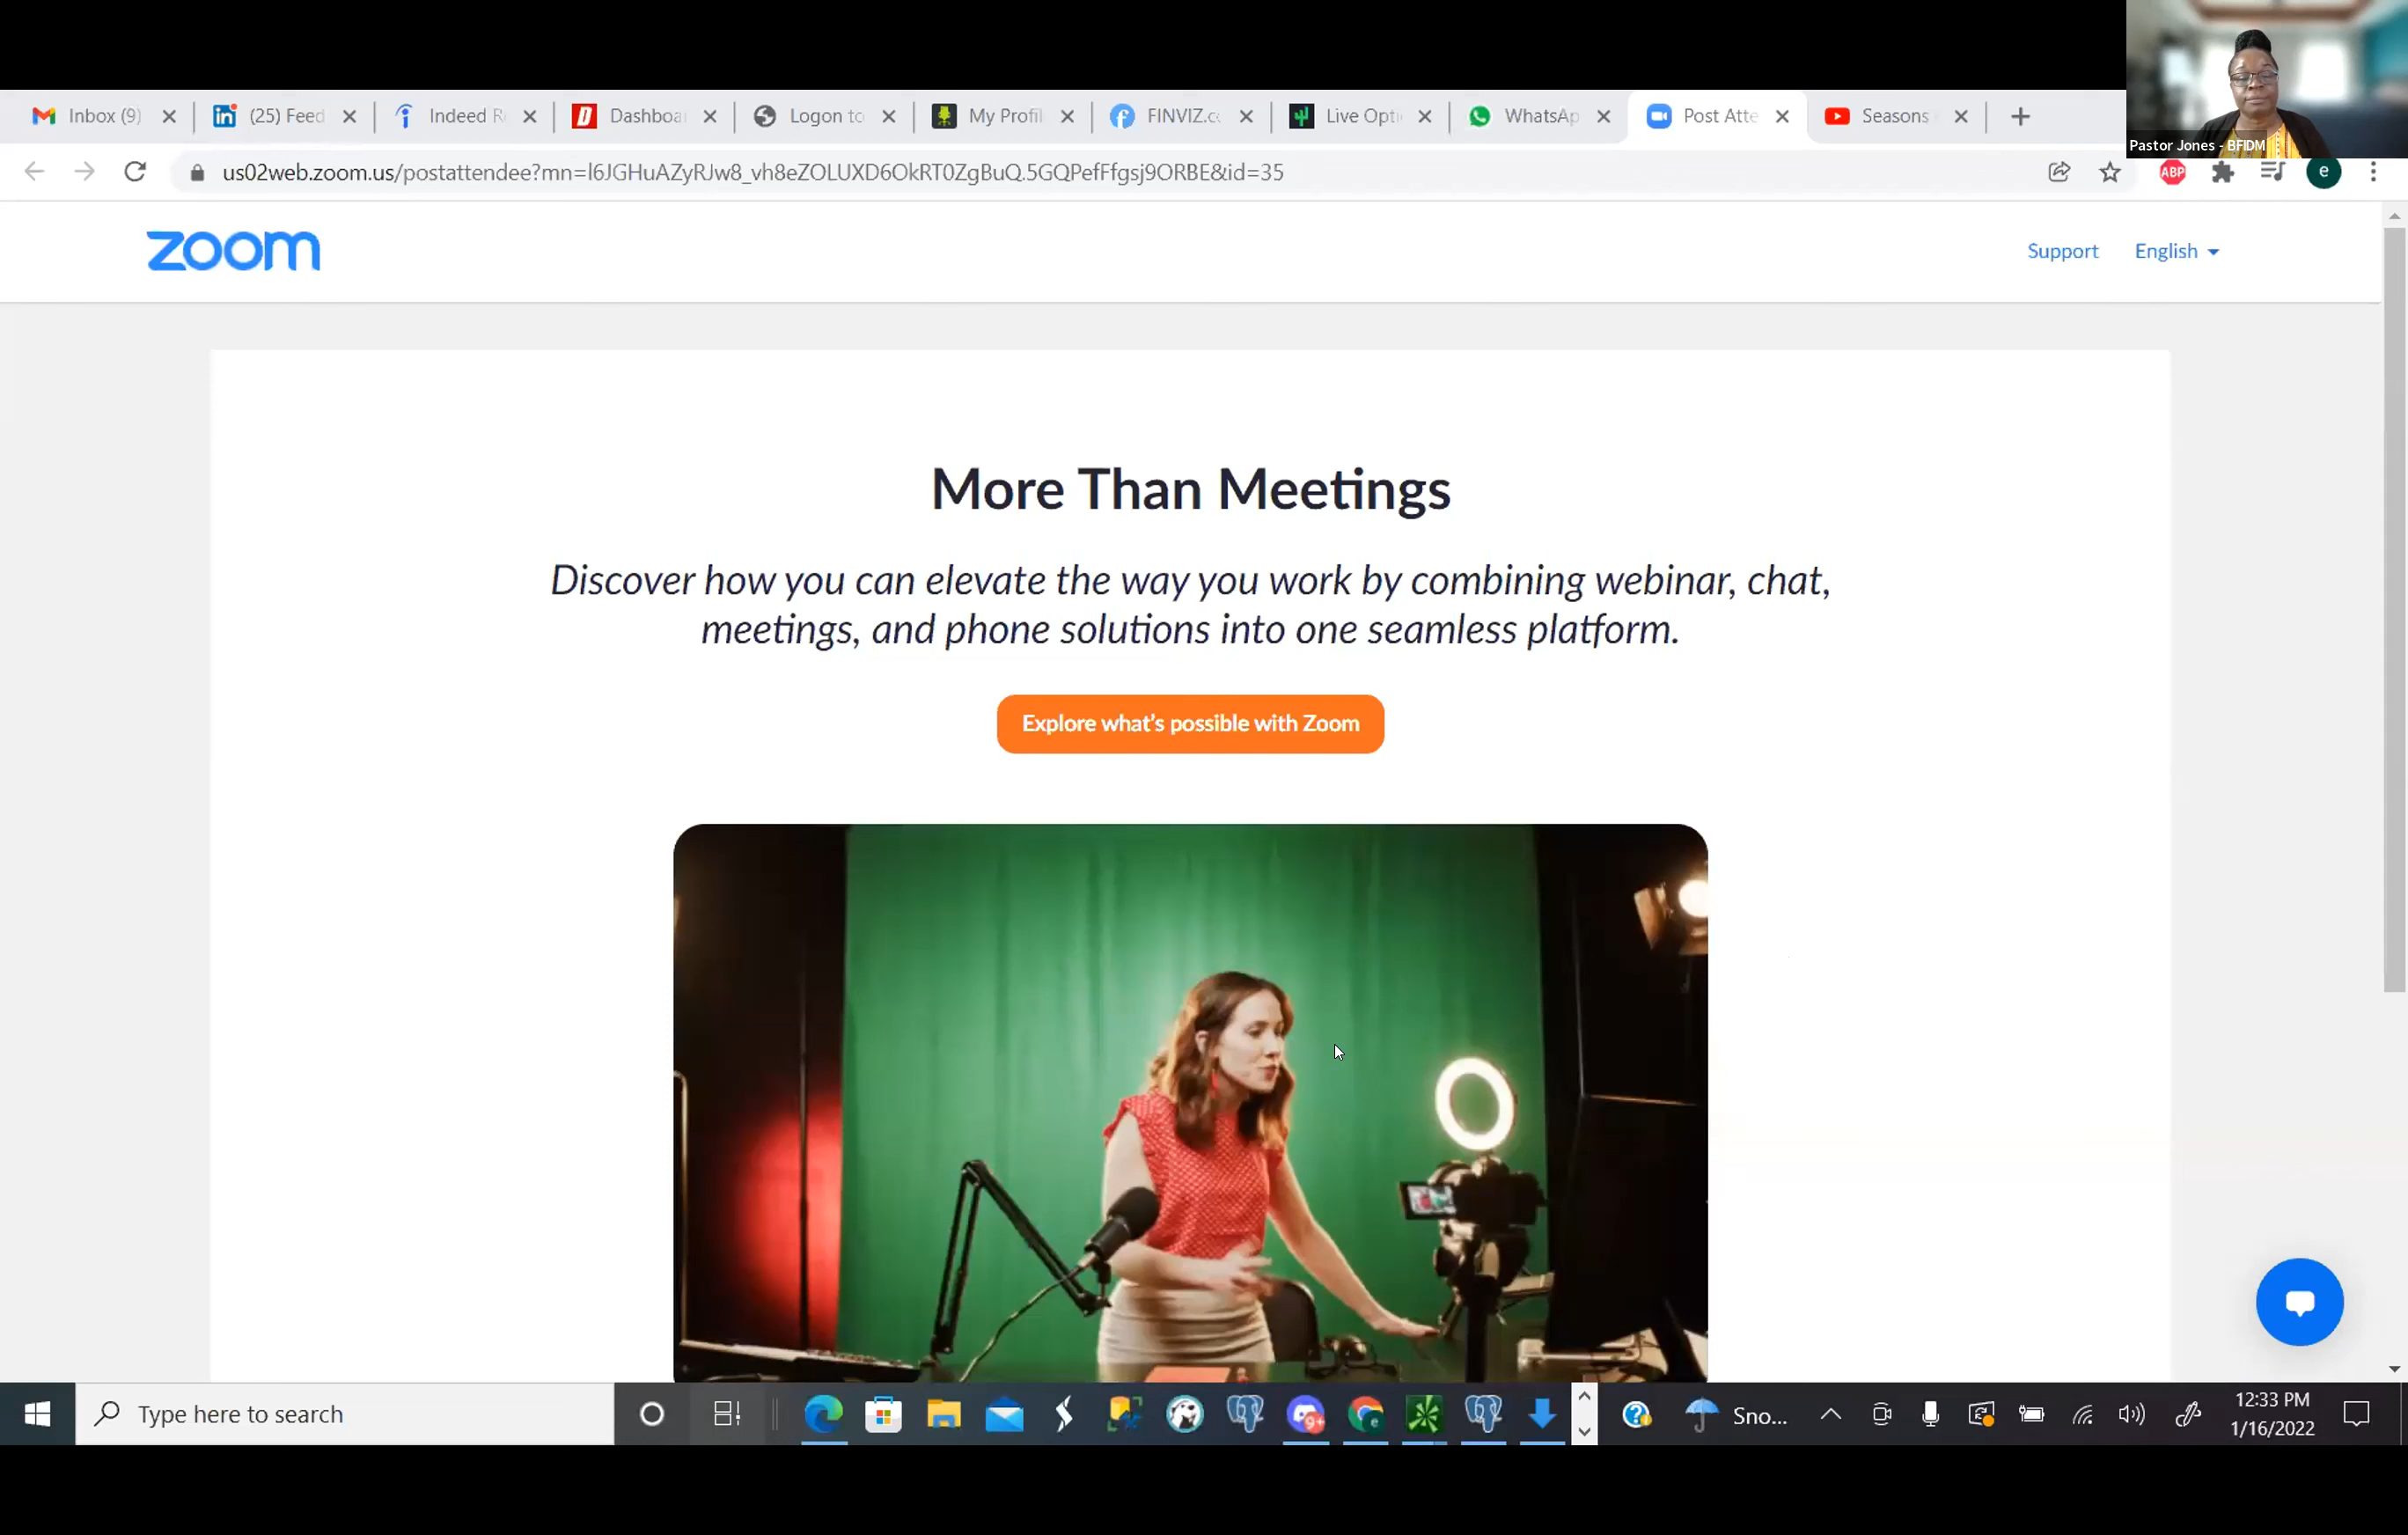 Pastor Jones - BFIDM
Inbox (9)
(25) Feed
Indeed R
Dashboa
Logon to
My Profil
FINVIZ.c
Live Opti
WhatsAp
Post Atte
Seasons
us02web.zoom.us/postattendee?mn=l6JGHuAZyRJw8_vh8eZOLUXD6OkRT0ZgBuQ.5GQPefFfgsj9ORBE&id=35
ABP
e
zoom
Support
English
More Than Meetings
Discover how you can elevate the way you work by combining webinar, chat,
meetings, and phone solutions into one seamless platform.
Explore what's possible with Zoom
Type here to search
9+
e
Sno...
12:33 PM
1/16/2022